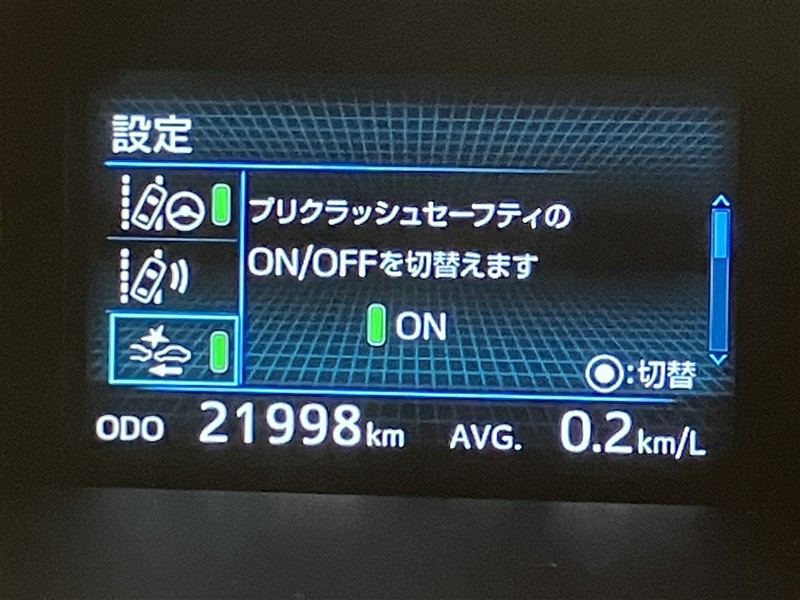 設定
プリクラッシュセーフティの
ON/OFFを切替えます
ON
:切替
ODO 21998km AVG. 0.2km/L